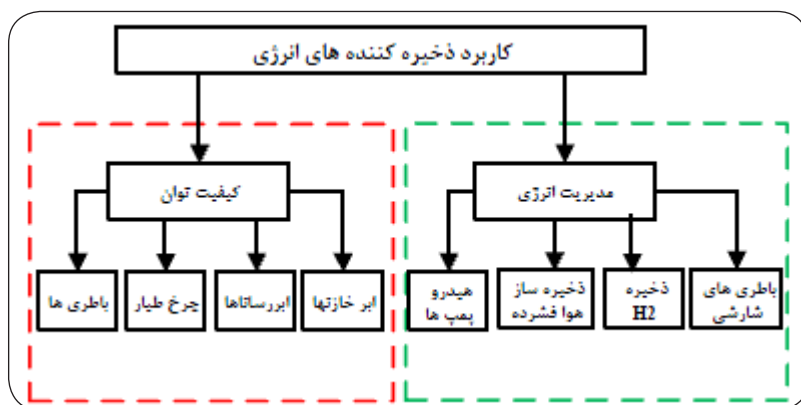 کاربرد ذخیره کننده های انرژی
مدیریت انرژی
کیفیت توان
باطری های
شارشی
ذخیره
H2
ذخیره ساز
هوا فشرده
هیدرو
پمپ ها
ابر خازنها
ابررساناها
چرخ طیار
باطری ها